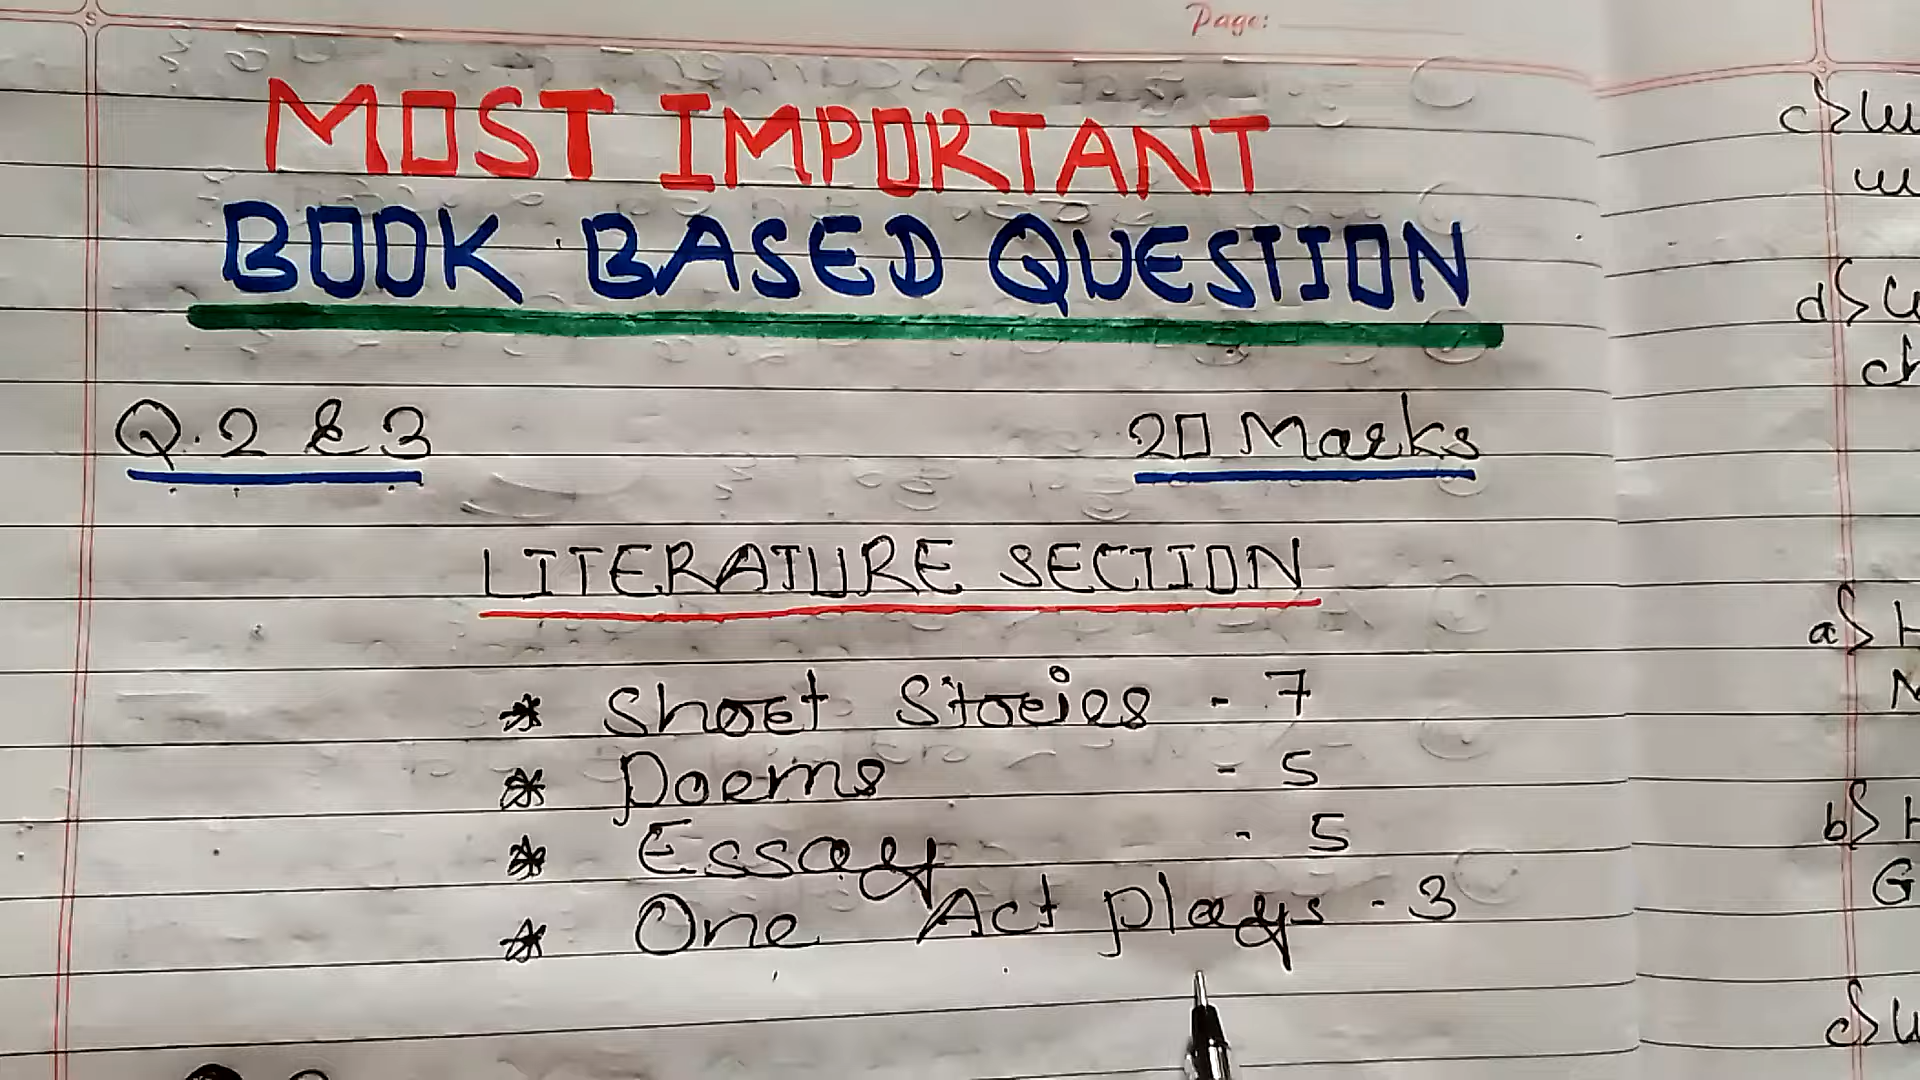 Page:
MOST IMPORTANT
BOOK BASED QUESTION
Q.2 & 3
20 Marks
LITERATURE SECTION
* Short Stories - 7
* Poems - 5
* Essay - 5
* One Act plays - 3
c>
d>
a>
b>
G
c>